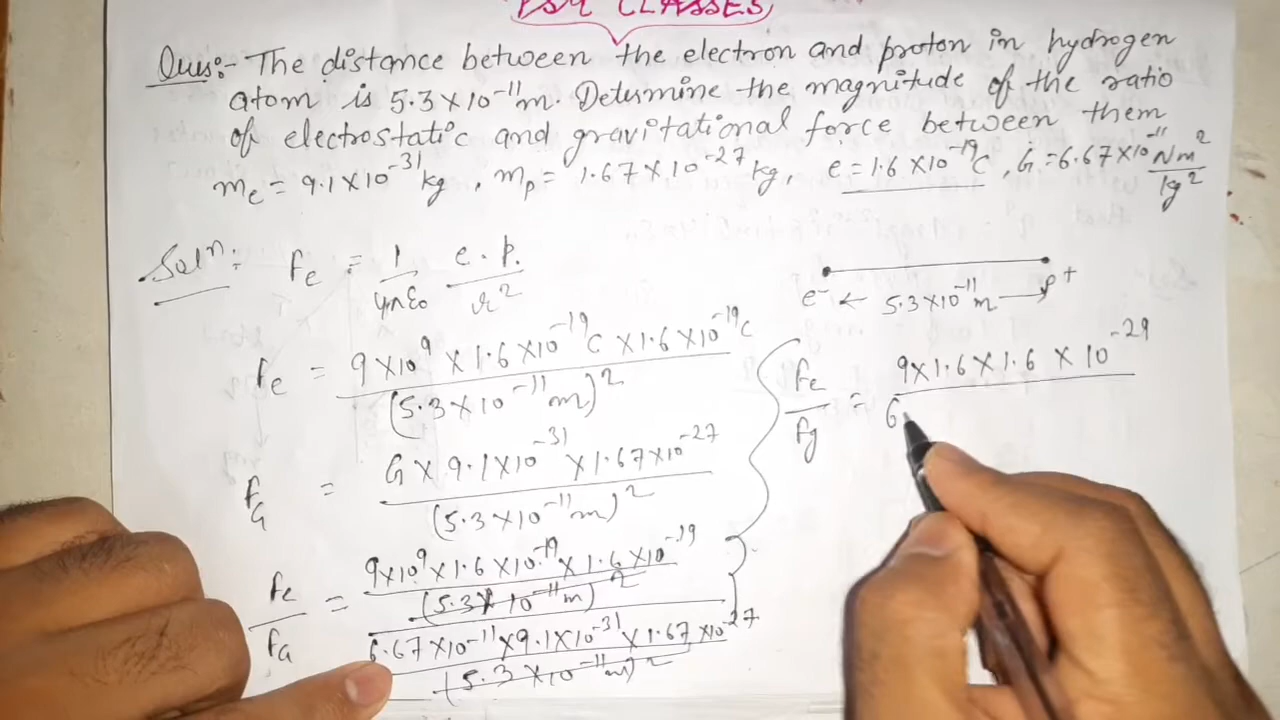 PSM CLASSES
Ques:- The distance between the electron and proton in hydrogen
atom is 5.3 × 10⁻¹¹ m. Determine the magnitude of the ratio
of electrostatic and gravitational force between them
mₑ = 9.1 × 10⁻³¹ kg, mₚ = 1.67 × 10⁻²⁷ kg, e = 1.6 × 10⁻¹⁹ C, G = 6.67 × 10⁻¹¹ Nm²/kg²
Solⁿ: Fe = 1/4πε₀ e.p./r²
e⁻ ← 5.3 × 10⁻¹¹ m → p⁺
Fe = 9 × 10⁹ × 1.6 × 10⁻¹⁹ C × 1.6 × 10⁻¹⁹ C / (5.3 × 10⁻¹¹ m)²
FG = G × 9.1 × 10⁻³¹ × 1.67 × 10⁻²⁷ / (5.3 × 10⁻¹¹ m)²
Fe/FG = 9 × 10⁹ × 1.6 × 10⁻¹⁹ × 1.6 × 10⁻¹⁹ / (5.3 × 10⁻¹¹ m)² / 6.67 × 10⁻¹¹ × 9.1 × 10⁻³¹ × 1.67 × 10⁻²⁷ / (5.3 × 10⁻¹¹ m)²
Fe/Fg = 9 × 1.6 × 1.6 × 10⁻²⁹ / 6